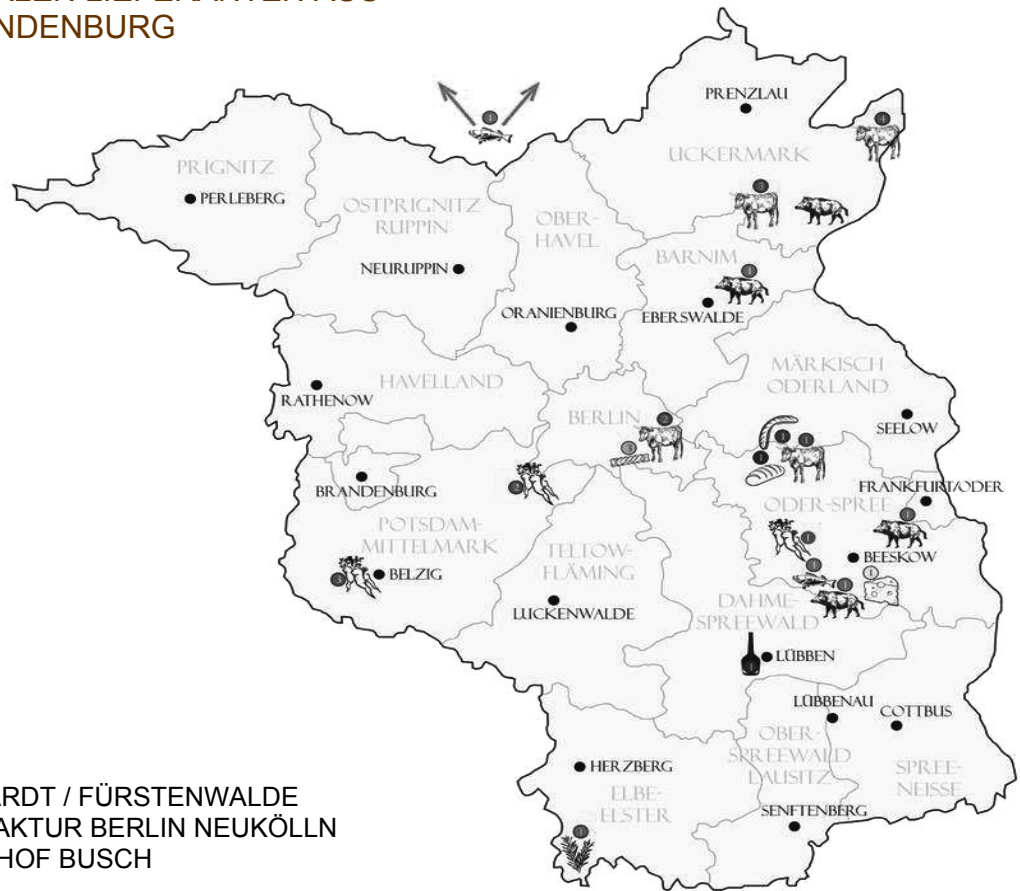 NDENBURG
PRENZLAU
UCKERMARK
PRIGNITZ
PERLEBERG
OSTPRIGNITZ
RUPPIN
OBER-
HAVEL
NEURUPPIN
BARNIM
EBERSWALDE
ORANIENBURG
MÄRKISCH
ODERLAND
HAVELLAND
RATHENOW
BERLIN
SEELOW
BRANDENBURG
FRANKFURT/ODER
ODER-SPREE
POTSDAM-
MITTELMARK
TELTOW-
FLÄMING
BEESKOW
BELZIG
LUCKENWALDE
DAHME-
SPREEWALD
LÜBBEN
LÜBBENAU
COTTBUS
OBER-
SPREEWALD
LAUSITZ
SPREE-
NEISSE
HERZBERG
ELBE-
ELSTER
SENFTENBERG
ARDT / FÜRSTENWALDE
AKTUR BERLIN NEUKÖLLN
HOF BUSCH